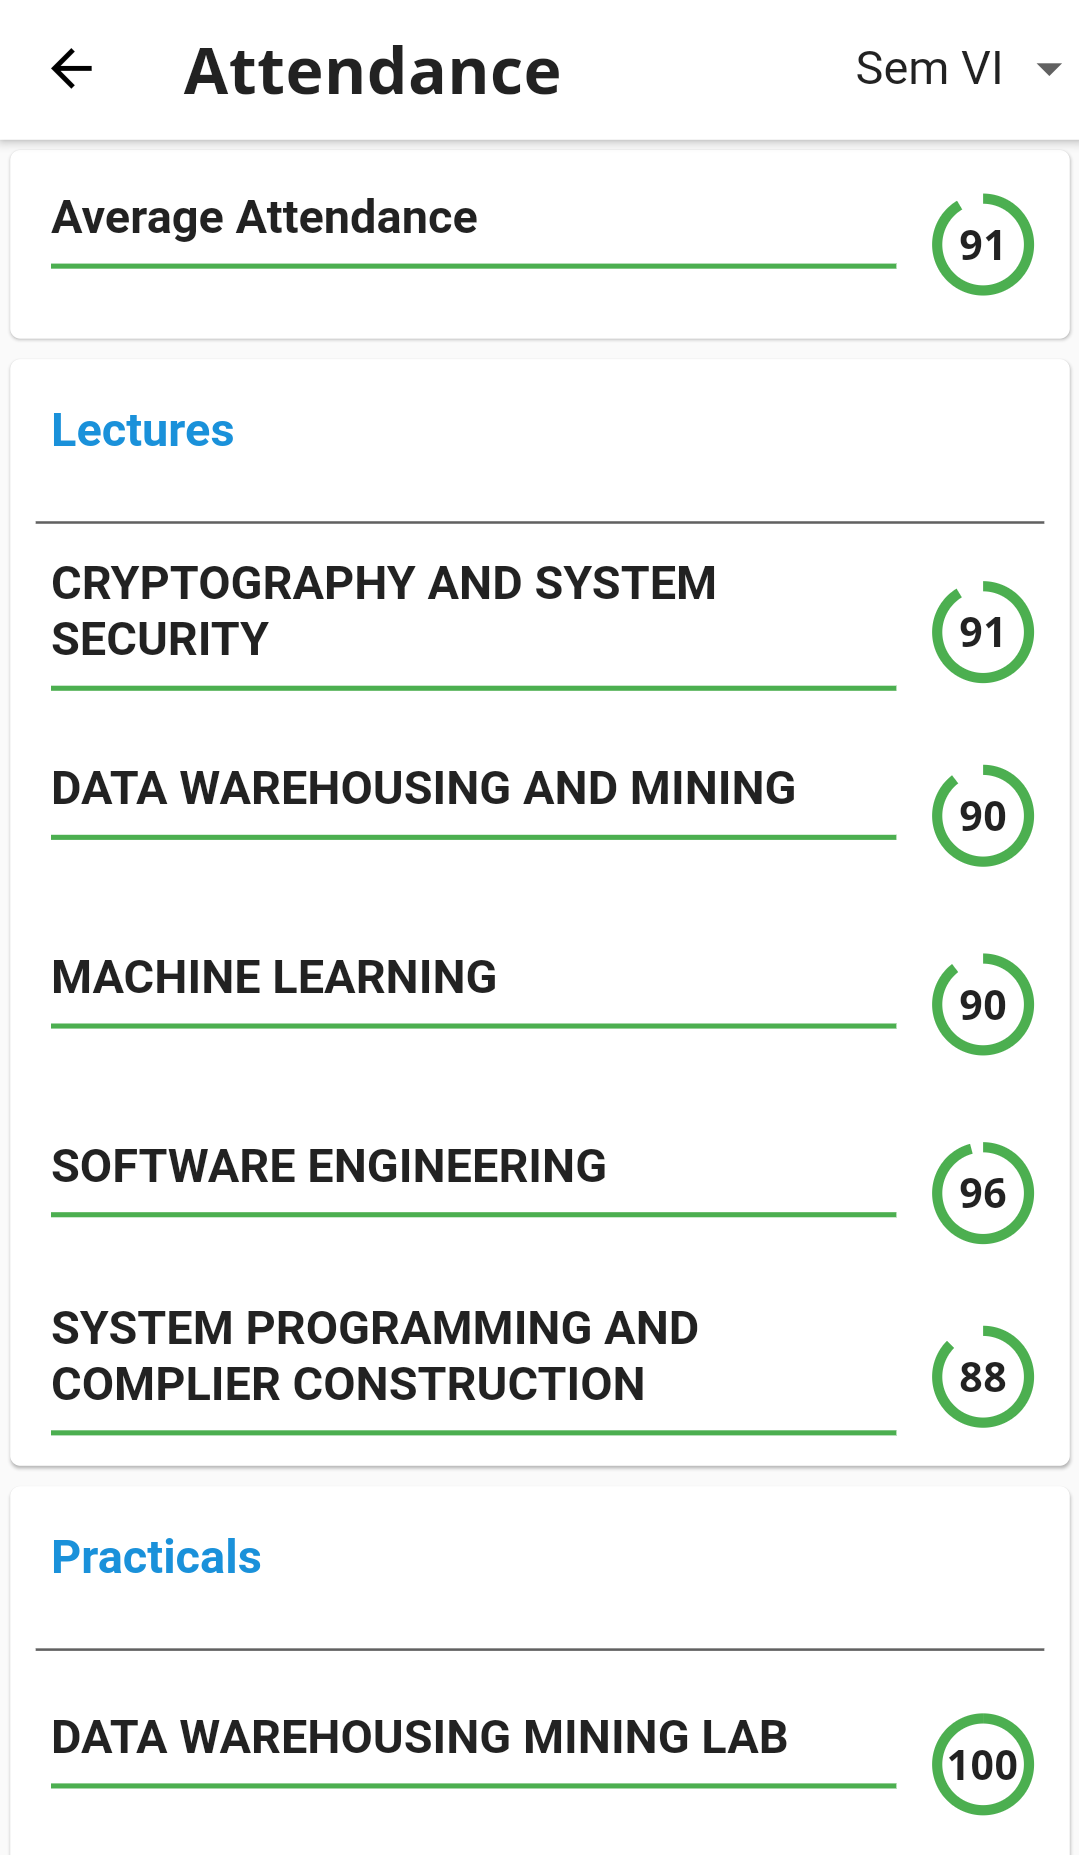 Attendance
Sem VI
Average Attendance
91
Lectures
CRYPTOGRAPHY AND SYSTEM
SECURITY
91
DATA WAREHOUSING AND MINING
90
MACHINE LEARNING
90
SOFTWARE ENGINEERING
96
SYSTEM PROGRAMMING AND
COMPLIER CONSTRUCTION
88
Practicals
DATA WAREHOUSING MINING LAB
100